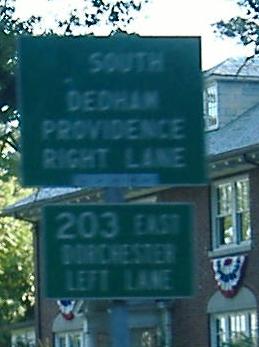 SOUTH
DEDHAM
PROVIDENCE
RIGHT LANE
203 EAST
DORCHESTER
LEFT LANE